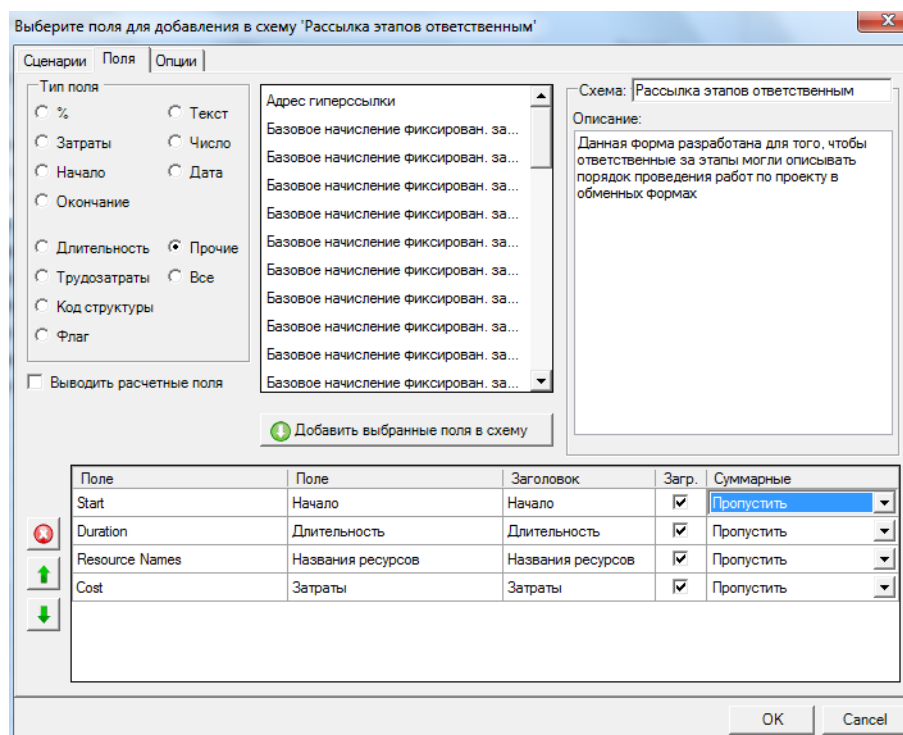 Выберите поля для добавления в схему 'Рассылка этапов ответственным'
Сценарии Поля Опции
Тип поля
% Текст
Затраты Число
Начало Дата
Окончание
Длительность Прочие
Трудозатраты Все
Код структуры
Флаг
Выводить расчетные поля
Адрес гиперссылки
Базовое начисление фиксирован. за...
Базовое начисление фиксирован. за...
Базовое начисление фиксирован. за...
Базовое начисление фиксирован. за...
Базовое начисление фиксирован. за...
Базовое начисление фиксирован. за...
Базовое начисление фиксирован. за...
Базовое начисление фиксирован. за...
Базовое начисление фиксирован. за...
Базовое начисление фиксирован. за...
Добавить выбранные поля в схему
Схема: Рассылка этапов ответственным
Описание:
Данная форма разработана для того, чтобы
ответственные за этапы могли описывать
порядок проведения работ по проекту в
обменных формах
Поле Поле Заголовок Загр. Суммарные
Start Начало Начало Пропустить
Duration Длительность Длительность Пропустить
Resource Names Названия ресурсов Названия ресурсов Пропустить
Cost Затраты Затраты Пропустить
OK Cancel